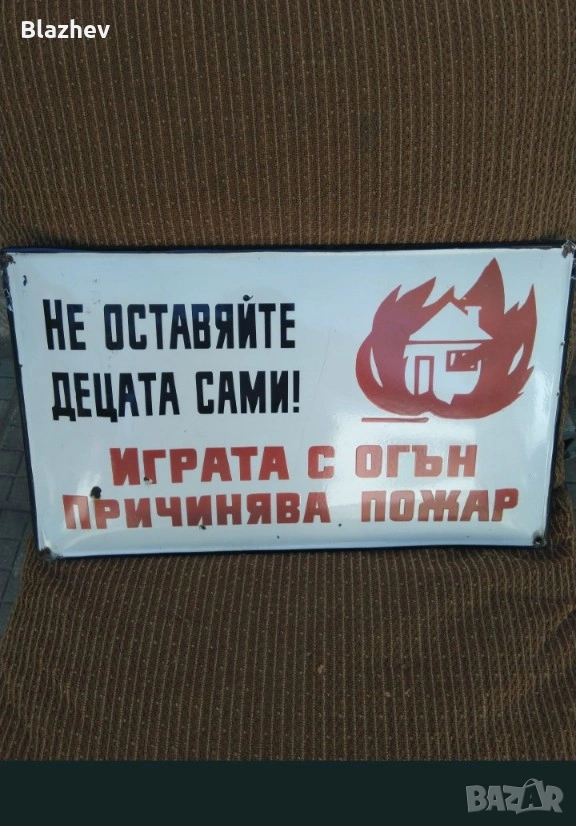 Blazhev
НЕ ОСТАВЯЙТЕ
ДЕЦАТА САМИ!
ИГРАТА С ОГЪН
ПРИЧИНЯВА ПОЖАР
BAZAR